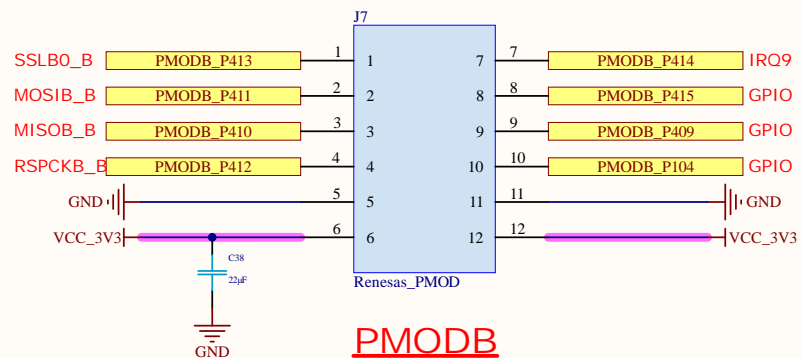 J7
SSLB0_B PMODB_P413 1 1 7 7 PMODB_P414 IRQ9
MOSIB_B PMODB_P411 2 2 8 8 PMODB_P415 GPIO
MISOB_B PMODB_P410 3 3 9 9 PMODB_P409 GPIO
RSPCKB_B PMODB_P412 4 4 10 10 PMODB_P104 GPIO
GND 5 5 11 11 GND
VCC_3V3 6 6 12 12 VCC_3V3
C38
22µF
Renesas_PMOD
GND
PMODB